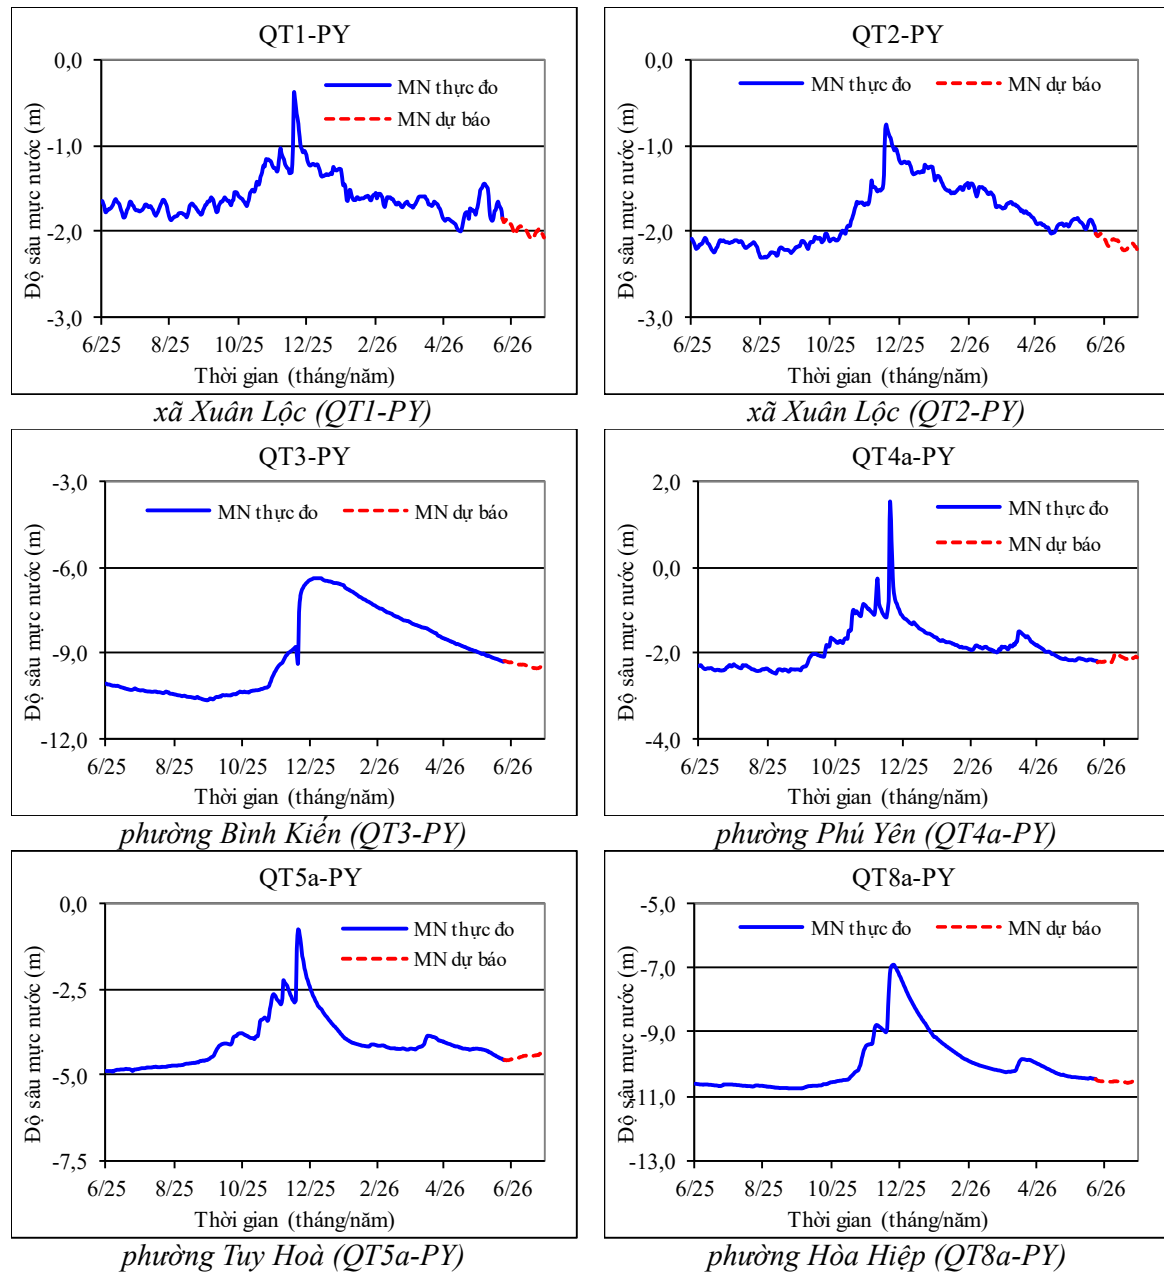 QT1-PY
0,0
-1,0
-2,0
-3,0
Độ sâu mực nước (m)
MN thực đo
MN dự báo
6/25 8/25 10/25 12/25 2/26 4/26 6/26
Thời gian (tháng/năm)
xã Xuân Lộc (QT1-PY)
QT2-PY
0,0
-1,0
-2,0
-3,0
Độ sâu mực nước (m)
MN thực đo MN dự báo
6/25 8/25 10/25 12/25 2/26 4/26 6/26
Thời gian (tháng/năm)
xã Xuân Lộc (QT2-PY)
QT3-PY
-3,0
-6,0
-9,0
-12,0
Độ sâu mực nước (m)
MN thực đo MN dự báo
6/25 8/25 10/25 12/25 2/26 4/26 6/26
Thời gian (tháng/năm)
phường Bình Kiến (QT3-PY)
QT4a-PY
2,0
0,0
-2,0
-4,0
Độ sâu mực nước (m)
MN thực đo
MN dự báo
6/25 8/25 10/25 12/25 2/26 4/26 6/26
Thời gian (tháng/năm)
phường Phú Yên (QT4a-PY)
QT5a-PY
0,0
-2,5
-5,0
-7,5
Độ sâu mực nước (m)
MN thực đo
MN dự báo
6/25 8/25 10/25 12/25 2/26 4/26 6/26
Thời gian (tháng/năm)
phường Tuy Hoà (QT5a-PY)
QT8a-PY
-5,0
-7,0
-9,0
-11,0
-13,0
Độ sâu mực nước (m)
MN thực đo MN dự báo
6/25 8/25 10/25 12/25 2/26 4/26 6/26
Thời gian (tháng/năm)
phường Hòa Hiệp (QT8a-PY)